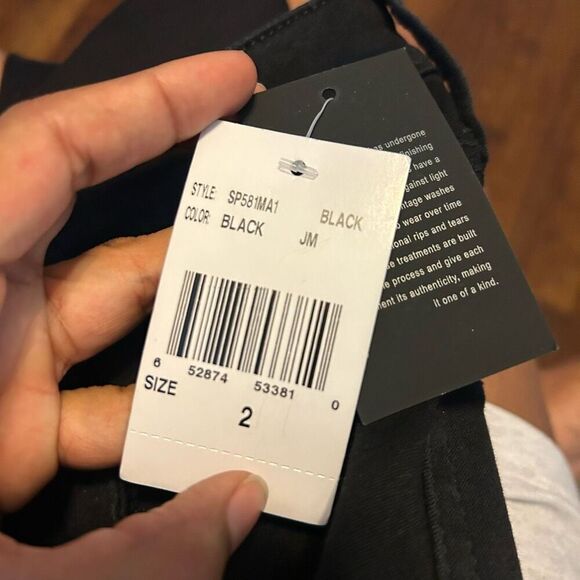 STYLE: SP581MA1 BLACK
COLOR: BLACK JM
6 52874 53381 0
SIZE 2
undergone
have a
against light
washes
wear over time
rips and tears
treatments are built
process and give each
its authenticity, making
it one of a kind.